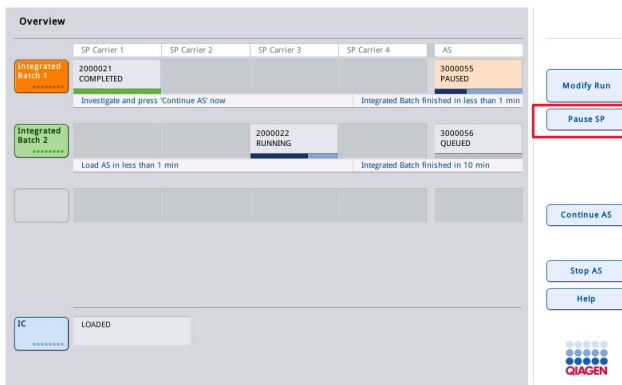 Overview
SP Carrier 1 SP Carrier 2 SP Carrier 3 SP Carrier 4 AS
Integrated
Batch 1
2000021
COMPLETED
3000055
PAUSED
Investigate and press 'Continue AS' now Integrated Batch finished in less than 1 min
Integrated
Batch 2
2000022
RUNNING
3000056
QUEUED
Load AS in less than 1 min Integrated Batch finished in 10 min
IC
LOADED
Modify Run
Pause SP
Continue AS
Stop AS
Help
QIAGEN